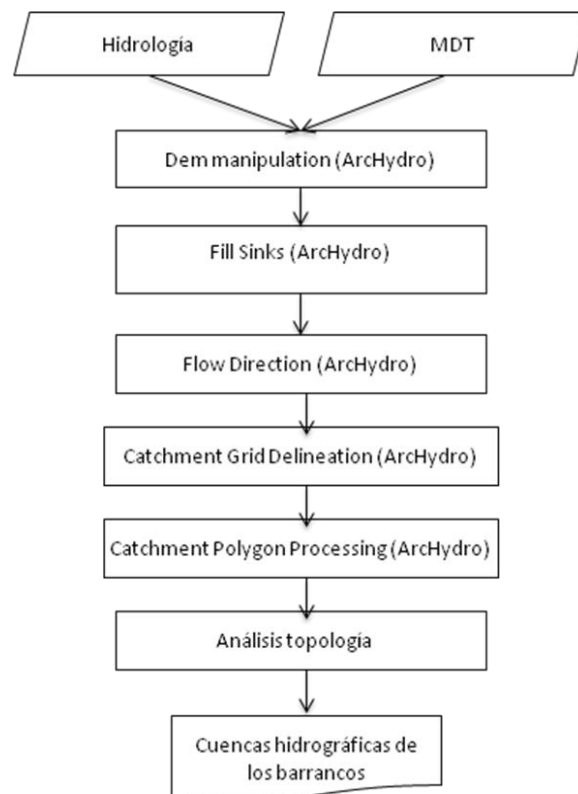 Hidrología
MDT
Dem manipulation (ArcHydro)
Fill Sinks (ArcHydro)
Flow Direction (ArcHydro)
Catchment Grid Delineation (ArcHydro)
Catchment Polygon Processing (ArcHydro)
Análisis topología
Cuencas hidrográficas de
los barrancos